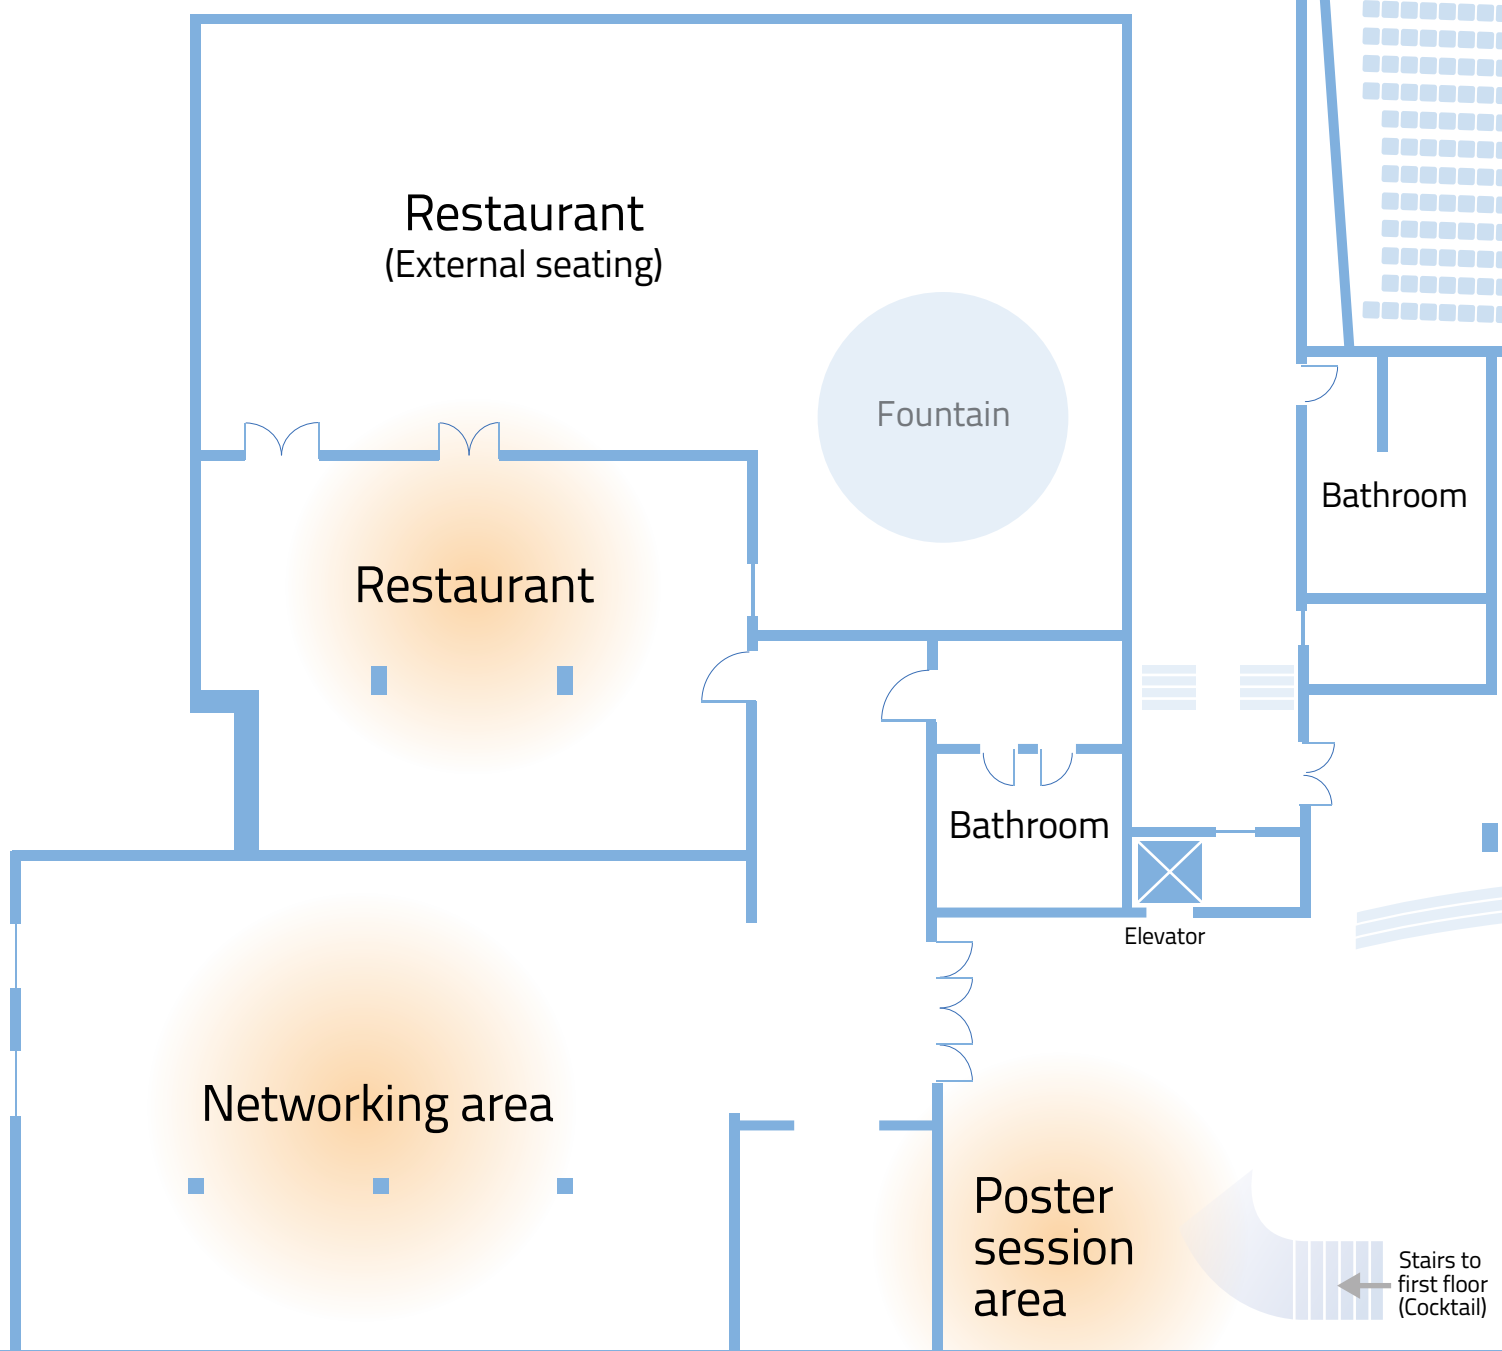 Restaurant
(External seating)
Fountain
Bathroom
Restaurant
Bathroom
Elevator
Networking area
Poster
session
area
Stairs to
first floor
(Cocktail)